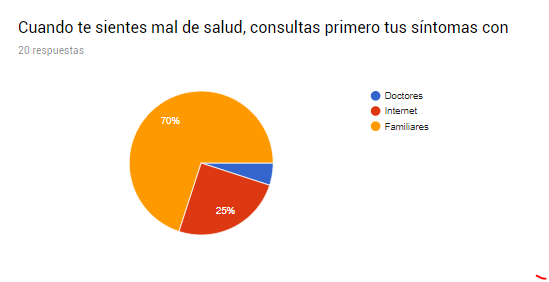 Cuando te sientes mal de salud, consultas primero tus síntomas con
20 respuestas
Doctores
Internet
Familiares
70%
25%